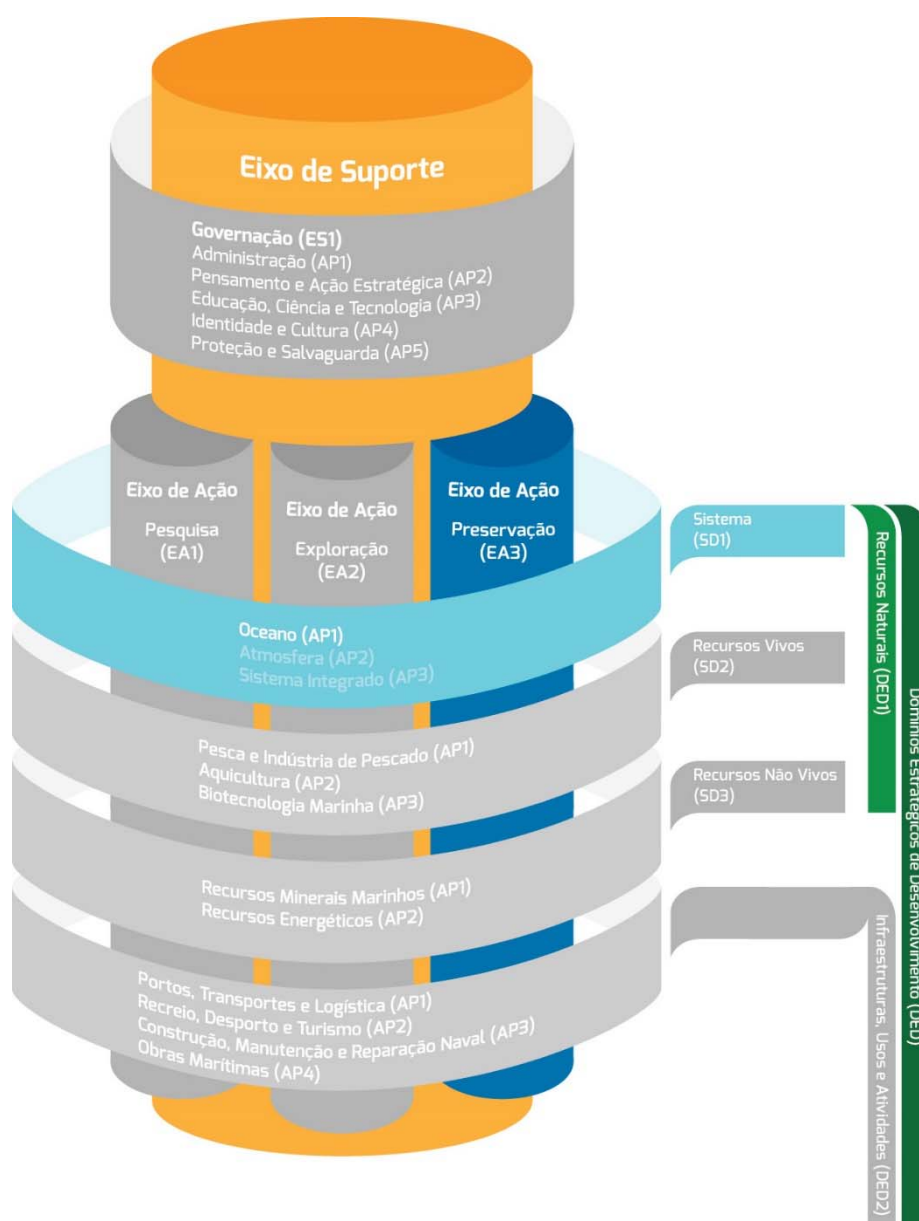 Eixo de Suporte
Governação (ES1)
Administração (AP1)
Pensamento e Ação Estratégica (AP2)
Educação, Ciência e Tecnologia (AP3)
Identidade e Cultura (AP4)
Proteção e Salvaguarda (AP5)
Eixo de Ação
Pesquisa
(EA1)
Eixo de Ação
Exploração
(EA2)
Eixo de Ação
Preservação
(EA3)
Oceano (AP1)
Atmosfera (AP2)
Sistema Integrado (AP3)
Pesca e Indústria de Pescado (AP1)
Aquicultura (AP2)
Biotecnologia Marinha (AP3)
Recursos Minerais Marinhos (AP1)
Recursos Energéticos (AP2)
Portos, Transportes e Logística (AP1)
Recreio, Desporto e Turismo (AP2)
Construção, Manutenção e Reparação Naval (AP3)
Obras Marítimas (AP4)
Sistema
(SD1)
Recursos Vivos
(SD2)
Recursos Não Vivos
(SD3)
Recursos Naturais (DED1)
Infraestruturas, Usos e Atividades (DED2)
Domínios Estratégicos de Desenvolvimento (DED)